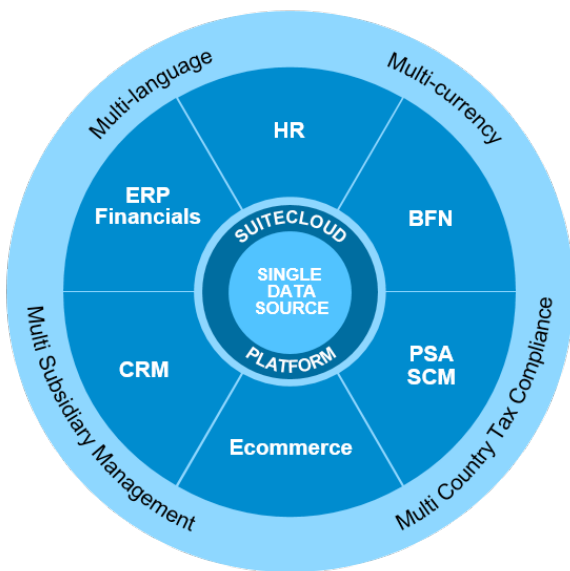 Multi-language
Multi-currency
HR
ERP
Financials
BFN
SUITECLOUD
SINGLE
DATA
SOURCE
PLATFORM
CRM
PSA
SCM
Ecommerce
Multi Subsidiary Management
Multi Country Tax Compliance